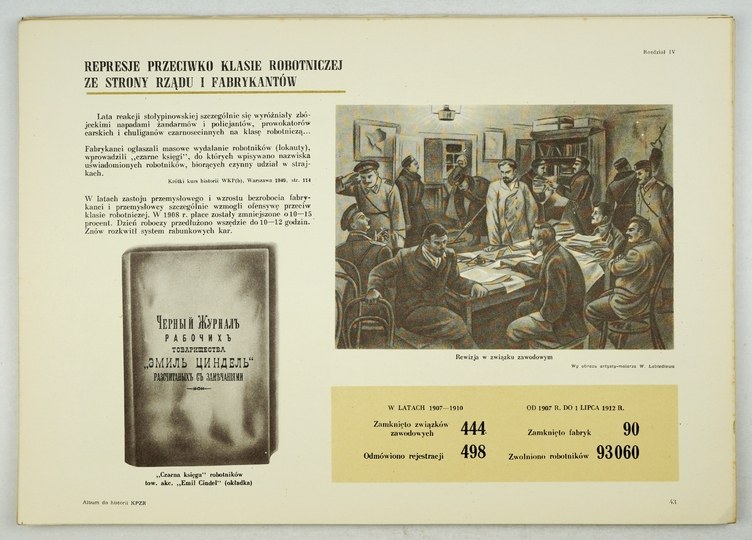 Rozdział IV
REPRESJE PRZECIWKO KLASIE ROBOTNICZEJ
ZE STRONY RZĄDU I FABRYKANTÓW
Lata reakcji stołypinowskiej szczególnie się wyróżniały zbó-
jeckimi napadami żandarmów i policjantów, prowokatorów
carskich i chuliganów czarnosecinnych na klasę robotniczą...
Fabrykanci ogłaszali masowe wydalanie robotników (lokauty),
wprowadzili „czarne księgi", do których wpisywano nazwiska
uświadomionych robotników, biorących czynny udział w straj-
kach.
Krótki kurs historii WKP(b), Warszawa 1949, str. 114
W latach zastoju przemysłowego i wzrostu bezrobocia fabry-
kanci i przemysłowcy szczególnie wzmogli ofensywę przeciw
klasie robotniczej. W 1908 r. płace zostały zmniejszone o 10—15
procent. Dzień roboczy przedłużono wszędzie do 10—12 godzin.
Znów rozkwitł system rabunkowych kar.
ЧЕРНЫЙ ЖУРНАЛЪ
РАБОЧИХЪ
ТОВАРИЩЕСТВА
„ЭМИЛЬ ЦИНДЕЛЬ"
РАЗСЧИТАНЫХЪ СЪ ЗАМѢЧАНІЯМИ
„Czarna księga" robotników
tow. akc. „Emil Cindel" (okładka)
Rewizja w związku zawodowym
Wg obrazu artysty-malarza W.
W LATACH 1907—1910
Zamknięto związków
zawodowych 444
Odmówiono rejestracji 498
OD 1907 R. DO 1 LIPCA 1912 R.
Zamknięto fabryk 90
Zwolniono robotników 93060
Album do historii KPZR